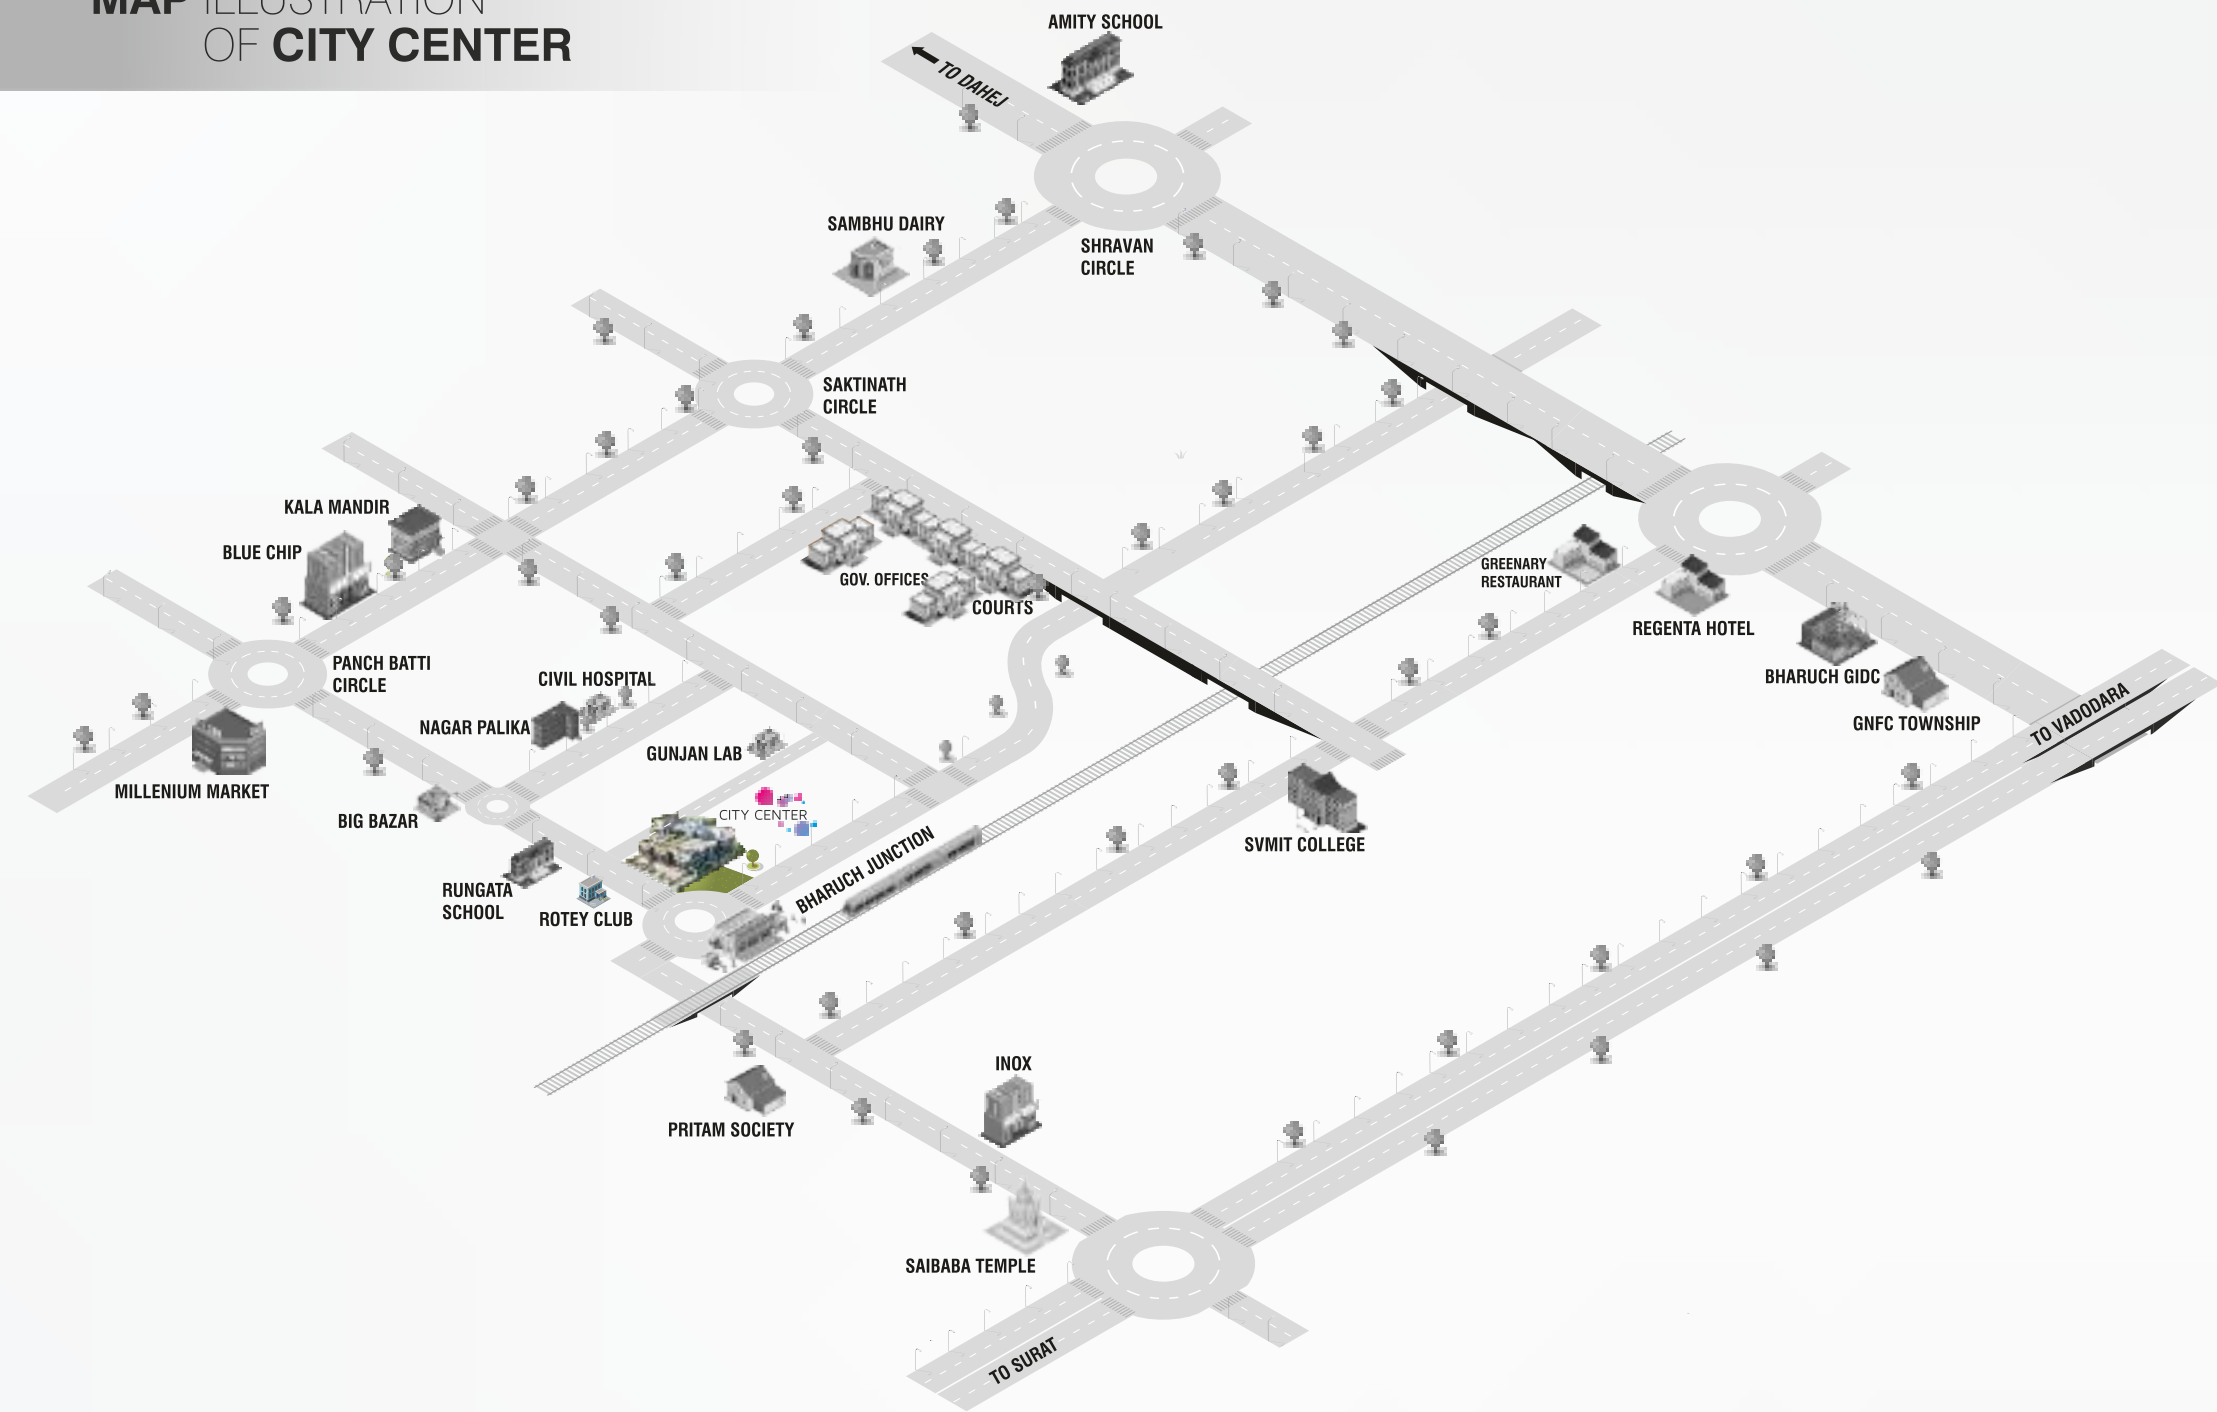 MAP ILLUSTRATION
OF CITY CENTER
AMITY SCHOOL
TO DAHEJ
SAMBHU DAIRY
SHRAVAN
CIRCLE
SAKTINATH
CIRCLE
KALA MANDIR
BLUE CHIP
GOV. OFFICES
COURTS
GREENARY
RESTAURANT
REGENTA HOTEL
BHARUCH GIDC
GNFC TOWNSHIP
TO VADODARA
PANCH BATTI
CIRCLE
CIVIL HOSPITAL
NAGAR PALIKA
GUNJAN LAB
MILLENIUM MARKET
BIG BAZAR
CITY CENTER
BHARUCH JUNCTION
SVMIT COLLEGE
RUNGATA
SCHOOL
ROTEY CLUB
INOX
PRITAM SOCIETY
SAIBABA TEMPLE
TO SURAT